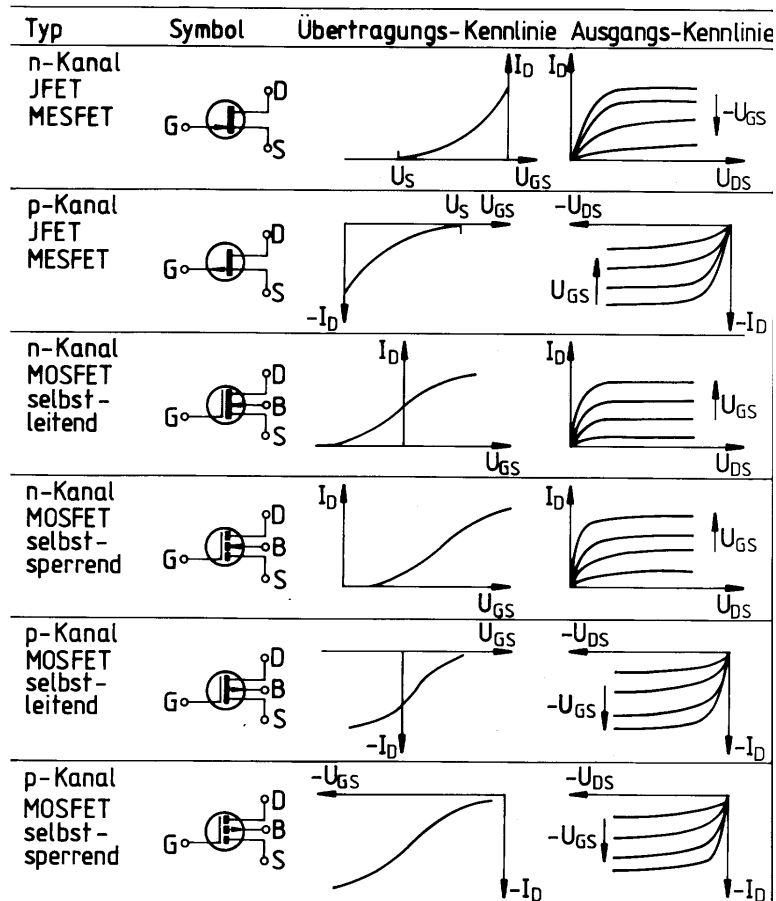 Typ Symbol Übertragungs-Kennlinie Ausgangs-Kennlinie
n-Kanal
JFET
MESFET
G D S
I_D U_S U_GS
I_D -U_GS U_DS
p-Kanal
JFET
MESFET
G D S
U_S U_GS -I_D
-U_DS U_GS -I_D
n-Kanal
MOSFET
selbst-
leitend
G D B S
I_D U_GS
I_D U_GS U_DS
n-Kanal
MOSFET
selbst-
sperrend
G D B S
I_D U_GS
I_D U_GS U_DS
p-Kanal
MOSFET
selbst-
leitend
G D B S
U_GS -I_D
-U_DS -U_GS -I_D
p-Kanal
MOSFET
selbst-
sperrend
G D B S
-U_GS -I_D
-U_DS -U_GS -I_D